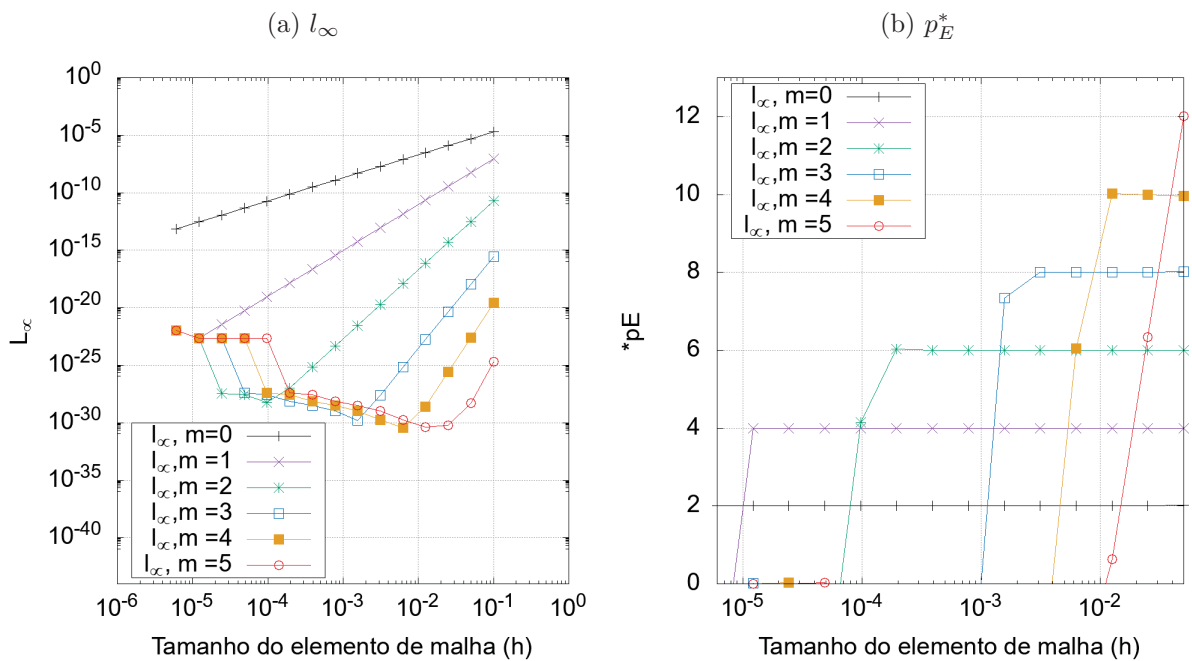 (a) l∞
10^0
10^-5
10^-10
10^-15
10^-20
10^-25
10^-30
10^-35
10^-40
L∞
l∞, m=0
l∞,m =1
l∞,m =2
l∞,m =3
l∞,m =4
l∞, m =5
10^-6 10^-5 10^-4 10^-3 10^-2 10^-1 10^0
Tamanho do elemento de malha (h)
(b) p*_E
12
10
8
6
4
2
0
*pE
l∞, m=0
l∞,m =1
l∞,m =2
l∞,m =3
l∞,m =4
l∞, m =5
10^-5 10^-4 10^-3 10^-2
Tamanho do elemento de malha (h)